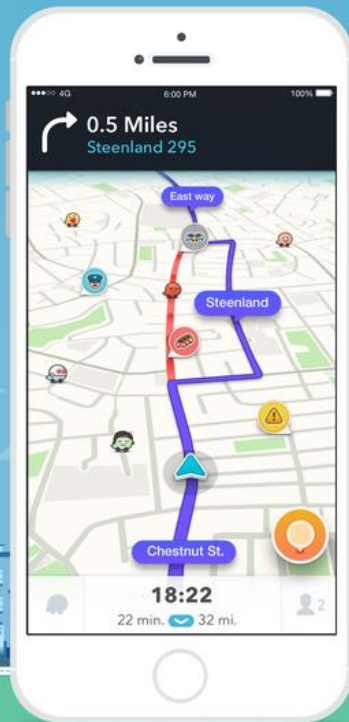 4G 6:00 PM 100%
0.5 Miles
Steenland 295
East way
Steenland
Chestnut St.
18:22
22 min. 32 mi.
2